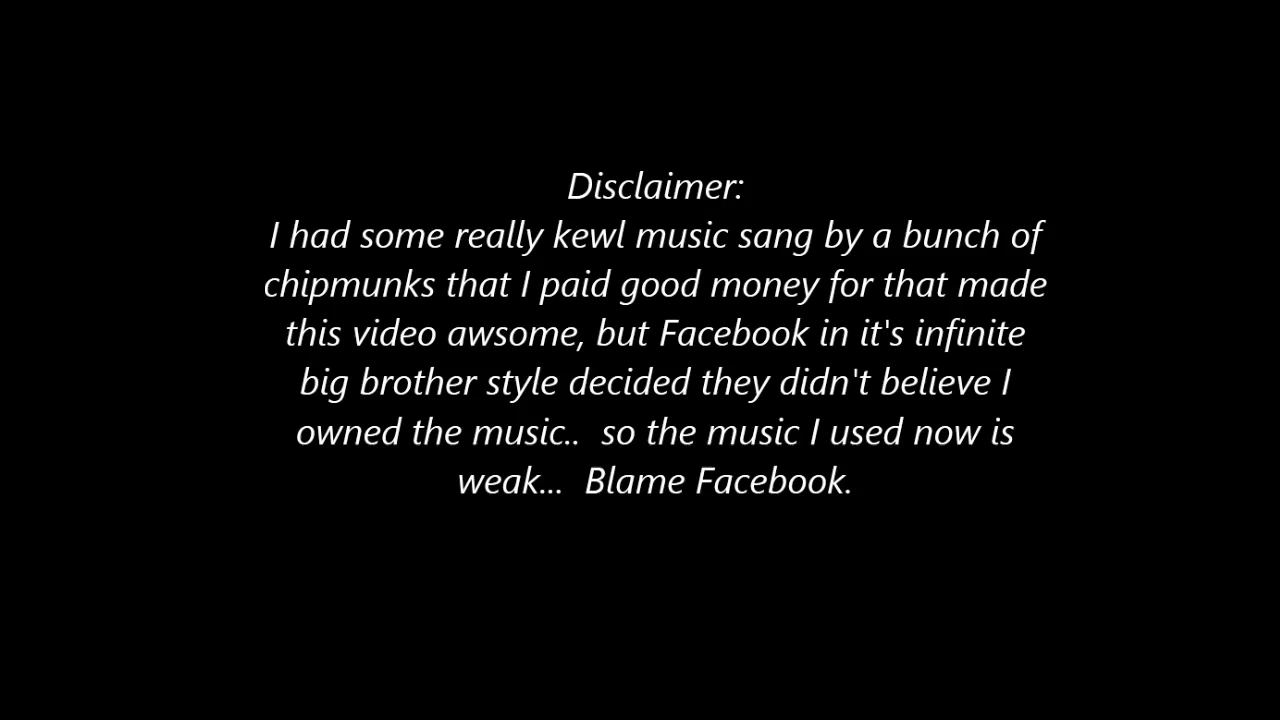 Disclaimer:
I had some really kewl music sang by a bunch of
chipmunks that I paid good money for that made
this video awsome, but Facebook in it's infinite
big brother style decided they didn't believe I
owned the music..  so the music I used now is
weak...  Blame Facebook.